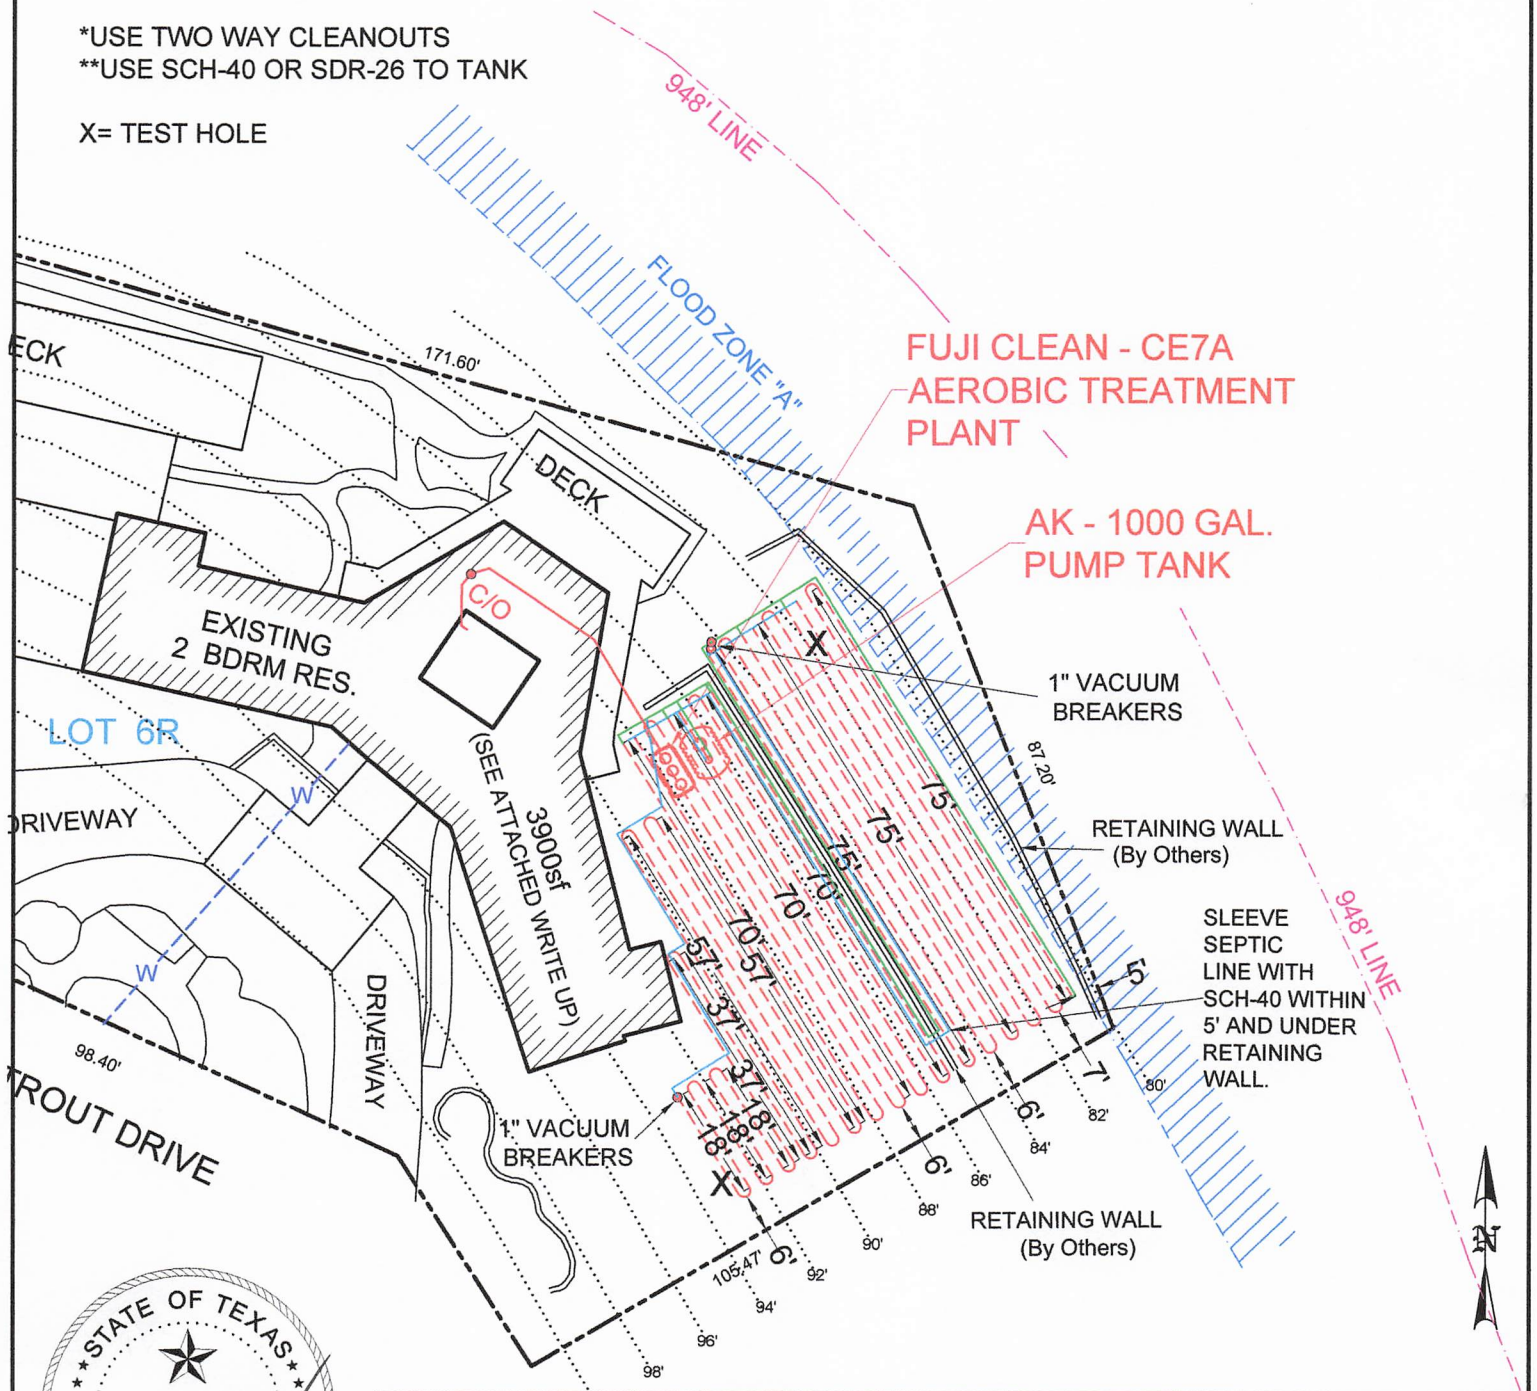 *USE TWO WAY CLEANOUTS
**USE SCH-40 OR SDR-26 TO TANK
X= TEST HOLE
948' LINE
FLOOD ZONE "A"
171.60'
ECK
DECK
FUJI CLEAN - CE7A
AEROBIC TREATMENT
PLANT
AK - 1000 GAL.
PUMP TANK
C/O
EXISTING
2 BDRM RES.
X
1" VACUUM
BREAKERS
LOT 6R
W
W
DRIVEWAY
3900sf
(SEE ATTACHED WRITE UP)
87.20'
75'
75'
75'
70'
70'
70'
57'
57'
37'
37'
18'
18'
18'
RETAINING WALL
(By Others)
948' LINE
SLEEVE
SEPTIC
LINE WITH
SCH-40 WITHIN
5' AND UNDER
RETAINING
WALL.
5'
7'
6'
6'
6'
DRIVEWAY
98.40'
TROUT DRIVE
1" VACUUM
BREAKERS
X
80'
82'
84'
86'
88'
90'
92'
94'
96'
98'
105.47'
RETAINING WALL
(By Others)
N
STATE OF TEXAS